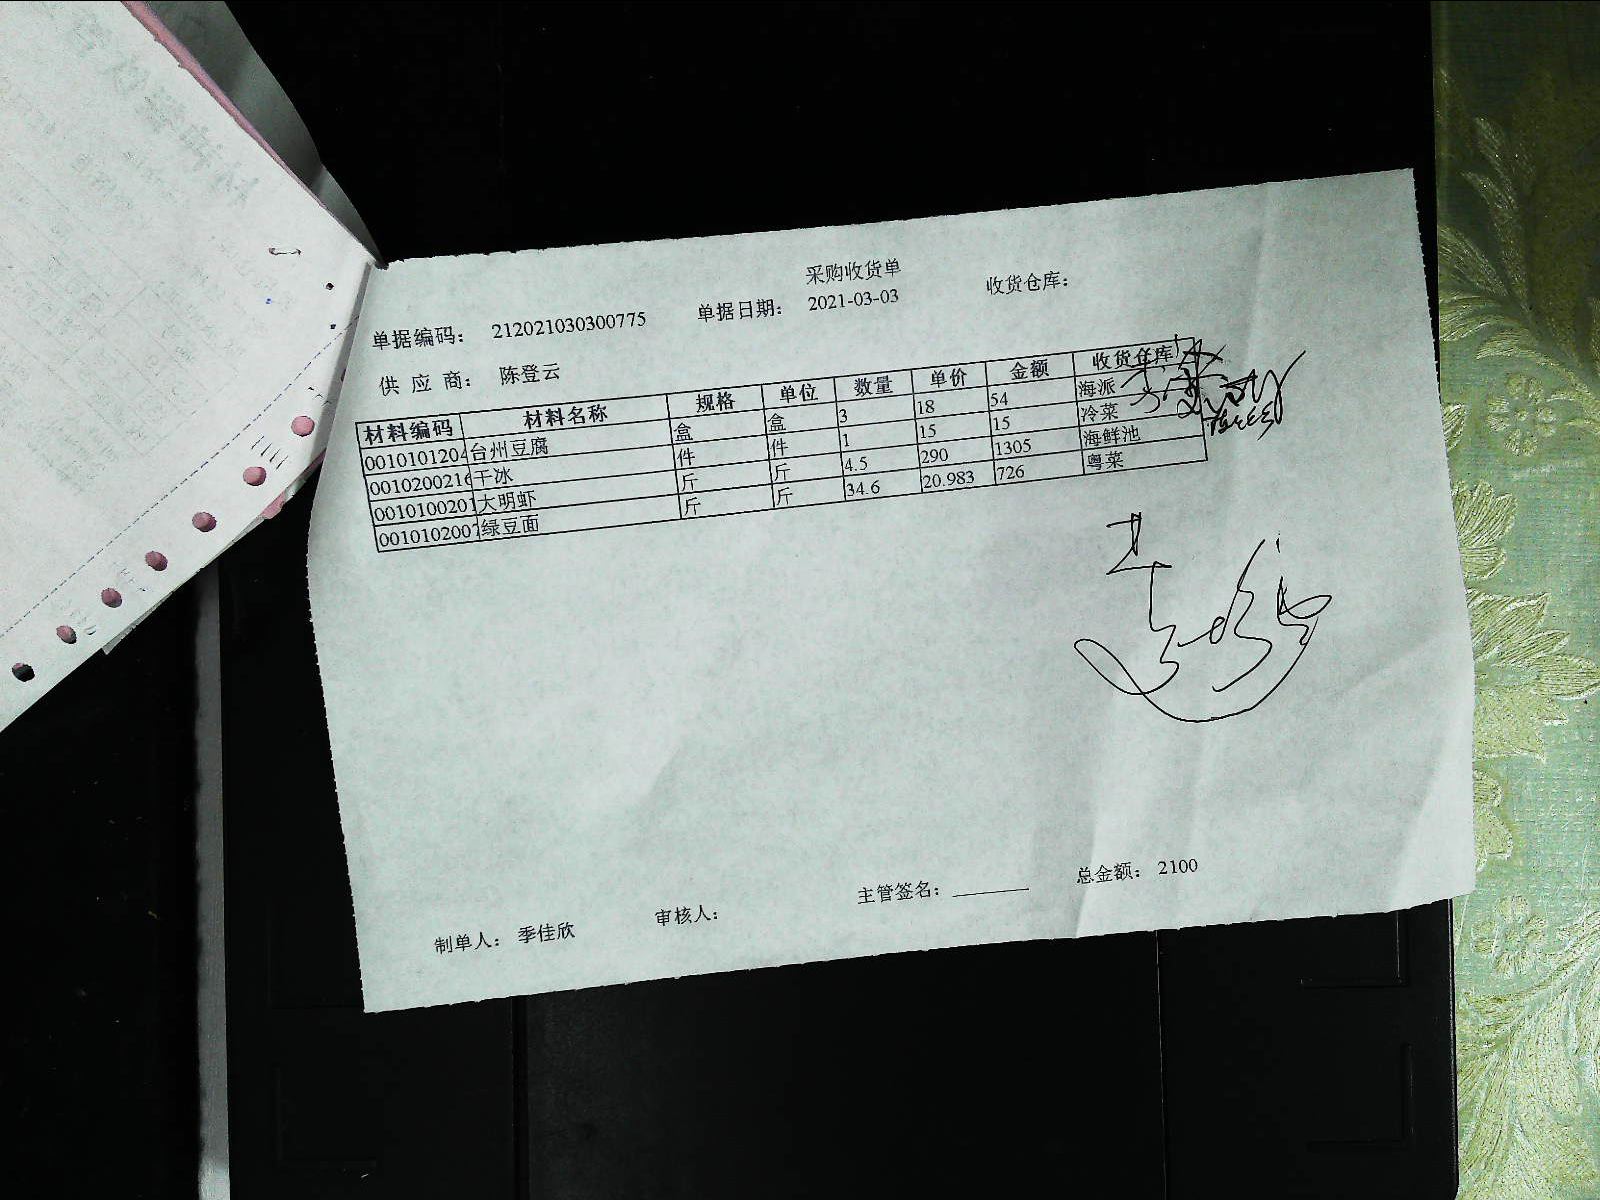 采购收货单
单据编码： 212021030300775 单据日期： 2021-03-03 收货仓库：
供 应 商： 陈登云
材料编码 材料名称 规格 单位 数量 单价 金额 收货仓库
0010101204 台州豆腐 盒 盒 3 18 54 海派
0010200216 干冰 件 件 1 15 15 冷菜
0010100201 大明虾 斤 斤 4.5 290 1305 海鲜池
0010102007 绿豆面 斤 斤 34.6 20.983 726 粤菜
制单人： 季佳欣 审核人： 主管签名： 总金额： 2100